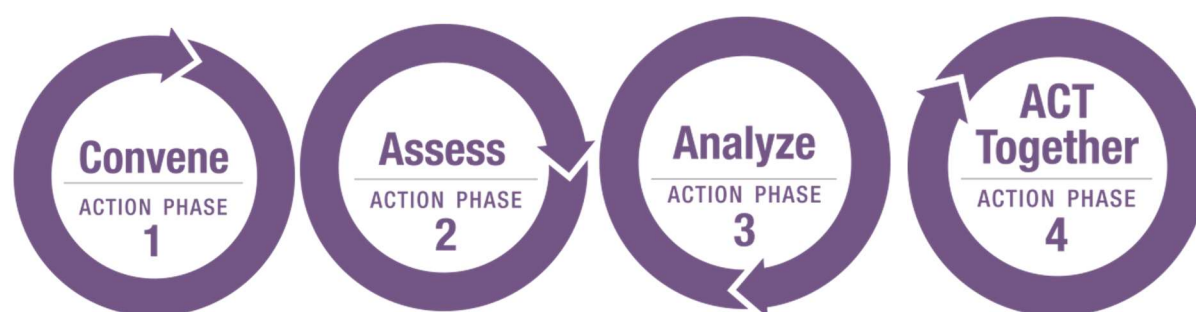 Convene
ACTION PHASE
1
Assess
ACTION PHASE
2
Analyze
ACTION PHASE
3
ACT
Together
ACTION PHASE
4